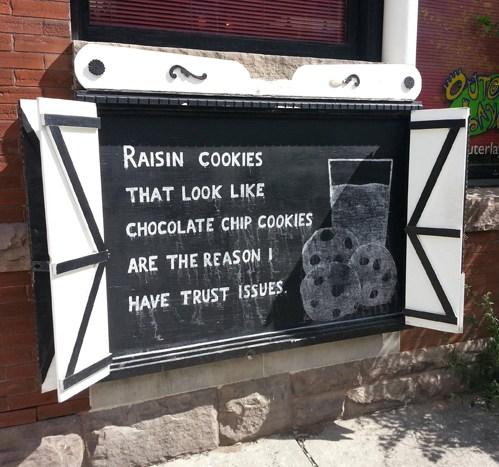 RAISIN COOKIES
THAT LOOK LIKE
CHOCOLATE CHIP COOKIES
ARE THE REASON I
HAVE TRUST ISSUES.